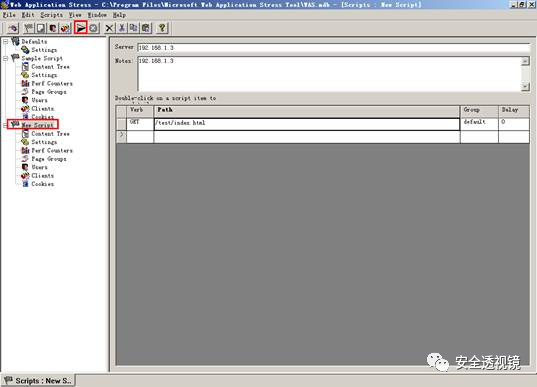 Web Application Stress - C:\Program Files\Microsoft Web Application Stress Tool\WAS.mdb - [Scripts : New Script]
File Edit Scripts View Window Help
Defaults
Settings
Sample Script
Content Tree
Settings
Perf Counters
Page Groups
Users
Clients
Cookies
New Script
Content Tree
Settings
Perf Counters
Page Groups
Users
Clients
Cookies
Server 192.168.1.3
Notes: 192.168.1.3
Double-click on a script item to
Verb Path Group Delay
GET /test/index.html default 0
安全透视镜
Scripts : New S..